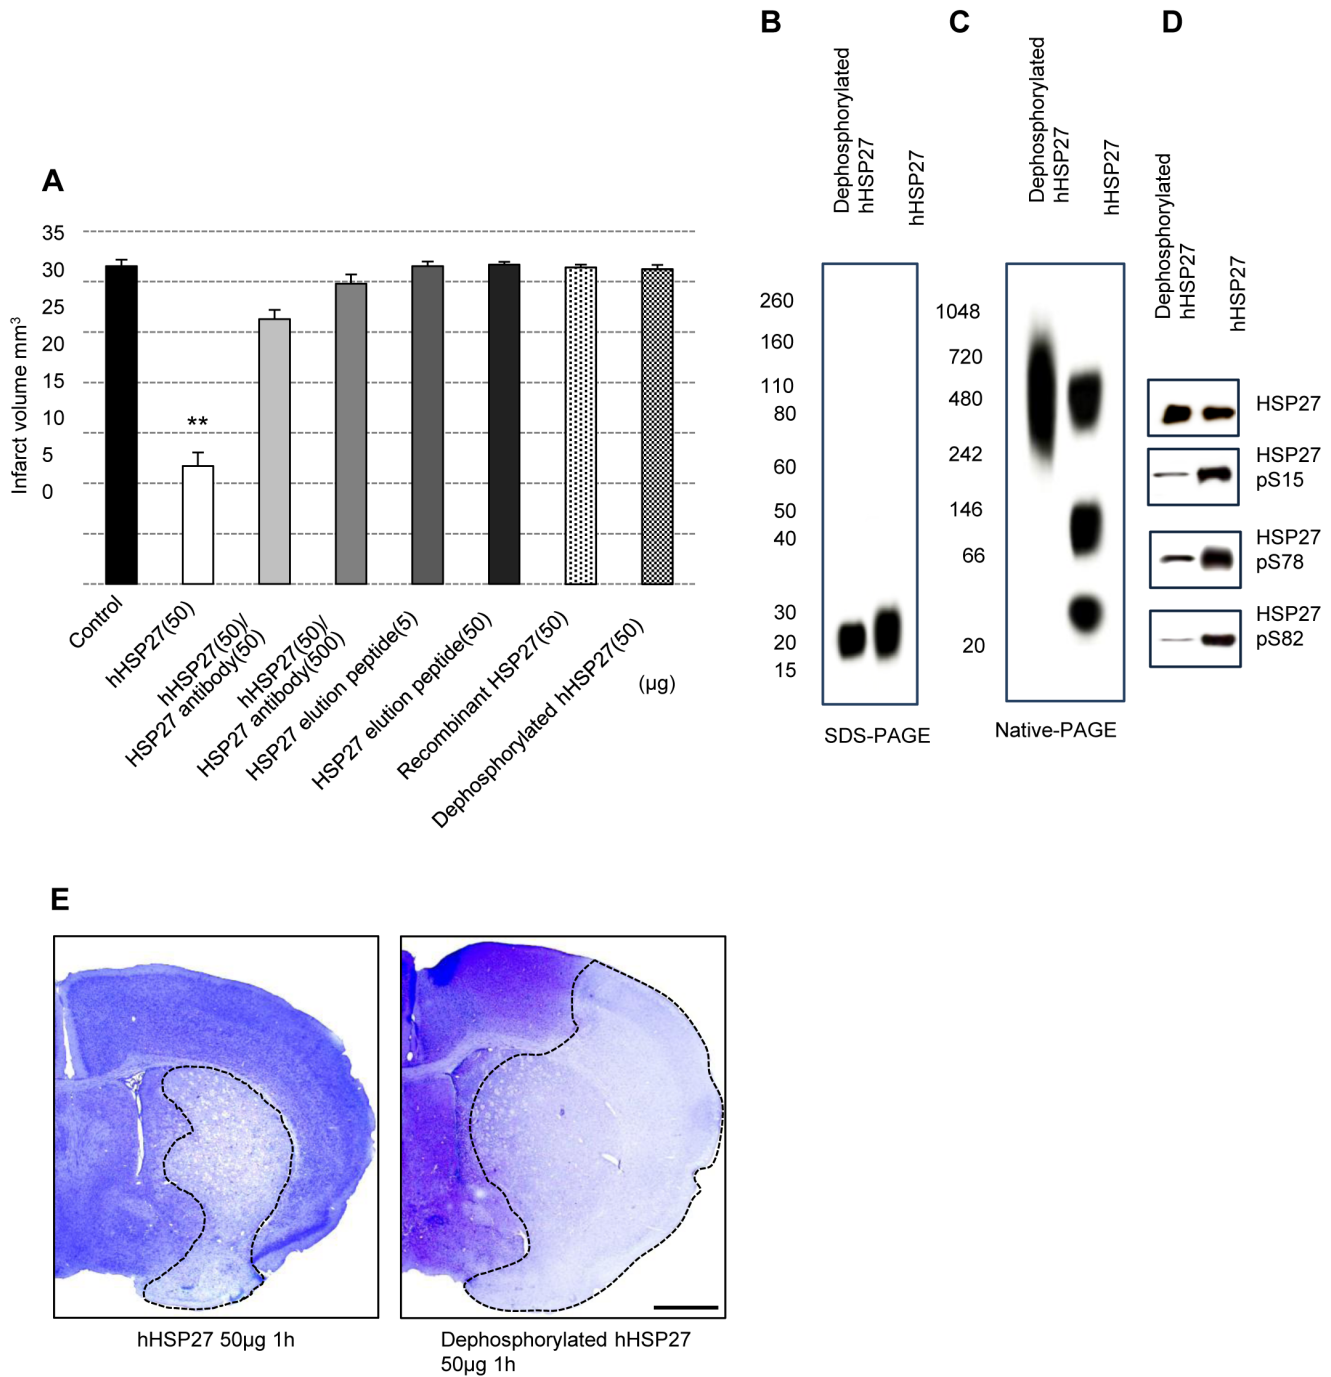 A
35
30
25
20
15
10
5
0
Infarct volume mm³
**
Control
hHSP27(50)
hHSP27(50)/
HSP27 antibody(50)
hHSP27(50)/
HSP27 antibody(500)
HSP27 elution peptide(5)
HSP27 elution peptide(50)
Recombinant HSP27(50)
Dephosphorylated hHSP27(50)
(μg)
B
Dephosphorylated
hHSP27
hHSP27
260
160
110
80
60
50
40
30
20
15
SDS-PAGE
C
Dephosphorylated
hHSP27
hHSP27
1048
720
480
242
146
66
20
Native-PAGE
D
Dephosphorylated
hHSP27
hHSP27
HSP27
HSP27
pS15
HSP27
pS78
HSP27
pS82
E
hHSP27 50μg 1h
Dephosphorylated hHSP27
50μg 1h